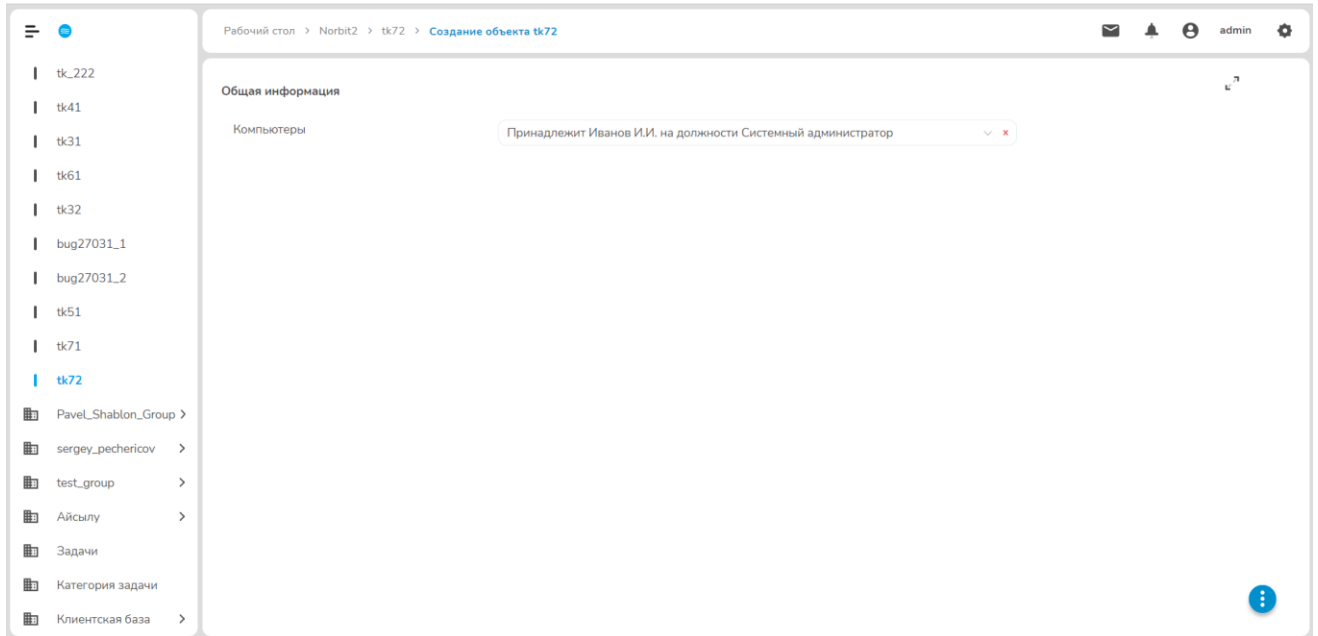 Рабочий стол > Norbit2 > tk72 > Создание объекта tk72
admin
tk_222
tk41
tk31
tk61
tk32
bug27031_1
bug27031_2
tk51
tk71
tk72
Pavel_Shablon_Group
sergey_pechericov
test_group
Айсылу
Задачи
Категория задачи
Клиентская база
Общая информация
Компьютеры
Принадлежит Иванов И.И. на должности Системный администратор